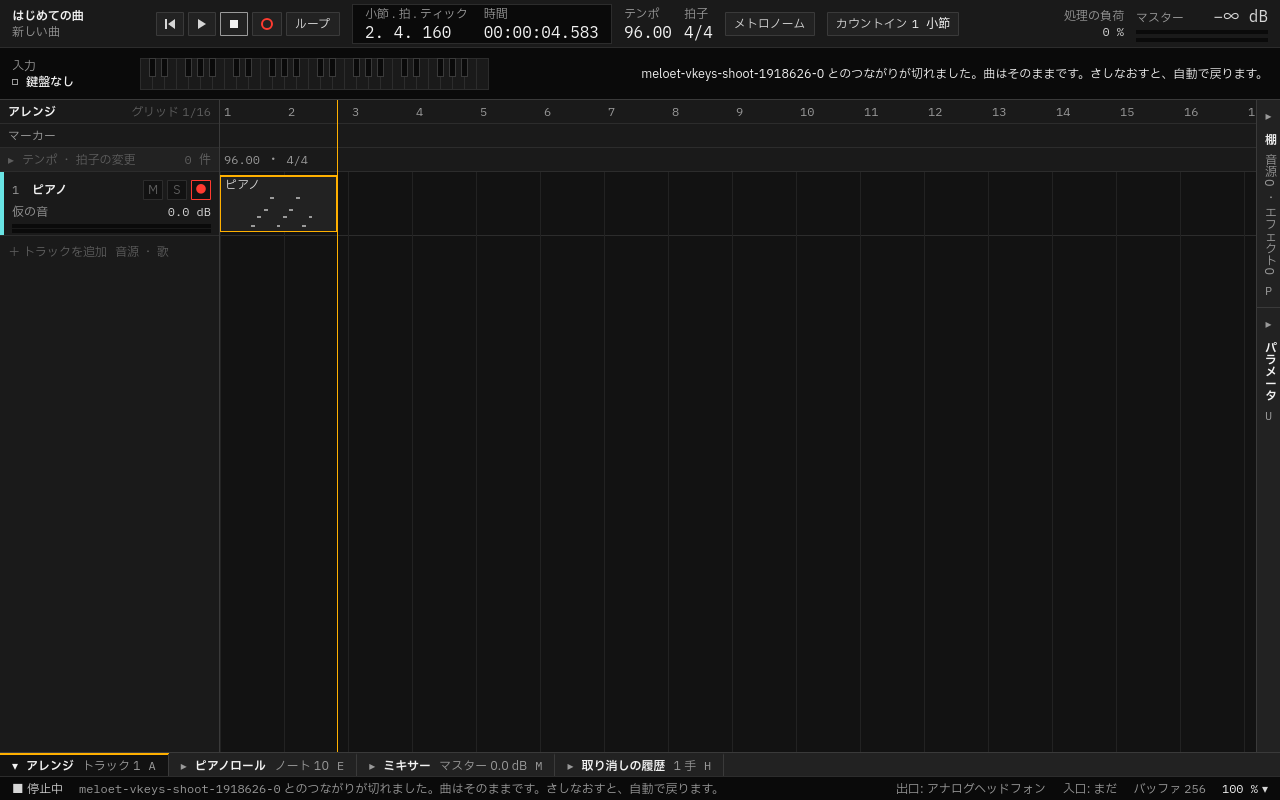 はじめての曲
新しい曲
ループ
小節 . 拍 . ティック 時間
2. 4. 160 00:00:04.583
テンポ 拍子
96.00 4/4
メトロノーム
カウントイン 1 小節
処理の負荷
0 %
マスター −∞ dB
入力
鍵盤なし
meloet-vkeys-shoot-1918626-0 とのつながりが切れました。曲はそのままです。さしなおすと、自動で戻ります。
アレンジ グリッド 1/16
1 2 3 4 5 6 7 8 9 10 11 12 13 14 15 16 1
マーカー
▸ テンポ ・ 拍子の変更 0 件
96.00 ・ 4/4
1 ピアノ M S
仮の音 0.0 dB
ピアノ
＋ トラックを追加 音源 ・ 歌
▸ 棚 音源 0 ・ エフェクト 0 P
▸ パラメータ U
▾ アレンジ トラック 1 A
▸ ピアノロール ノート 10 E
▸ ミキサー マスター 0.0 dB M
▸ 取り消しの履歴 1 手 H
■ 停止中 meloet-vkeys-shoot-1918626-0 とのつながりが切れました。曲はそのままです。さしなおすと、自動で戻ります。
出口: アナログヘッドフォン 入口: まだ バッファ 256 100 % ▾